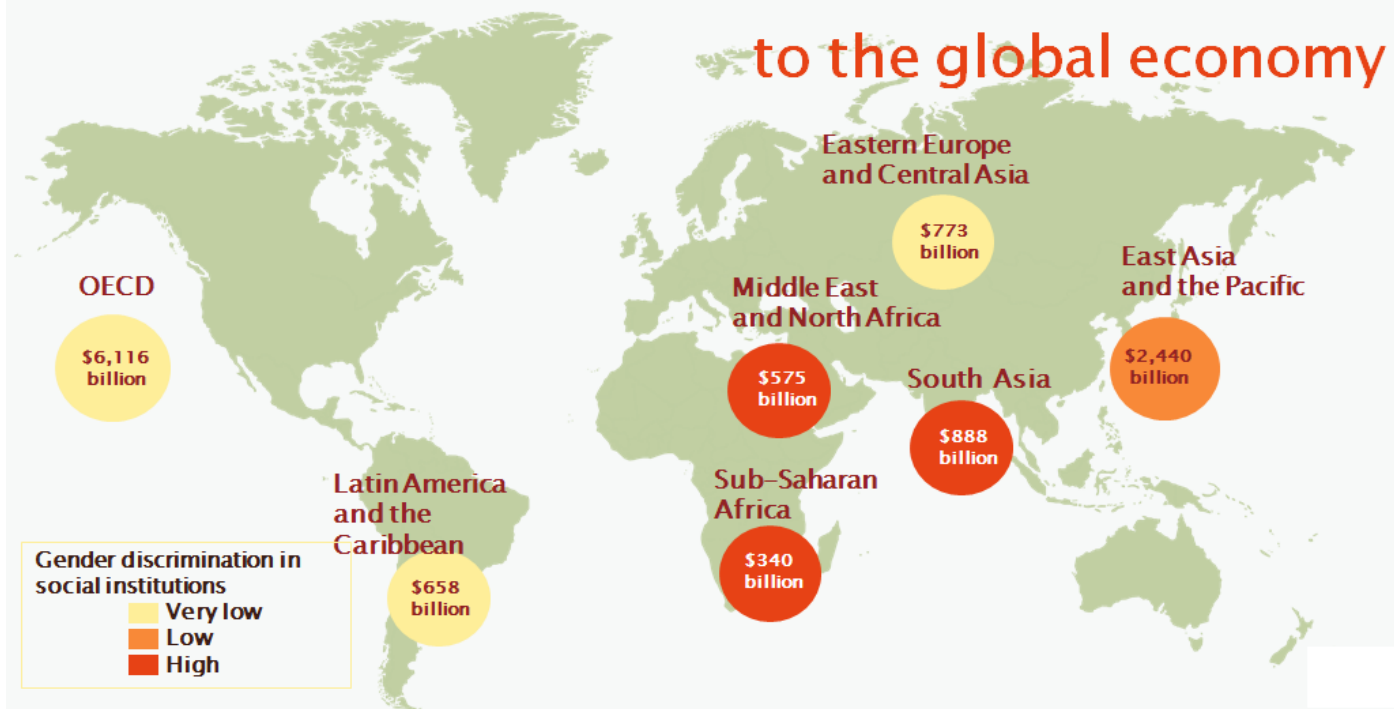 to the global economy
Eastern Europe
and Central Asia
$773
billion
East Asia
and the Pacific
$2,440
billion
OECD
$6,116
billion
Middle East
and North Africa
$575
billion
South Asia
$888
billion
Latin America
and the
Caribbean
$658
billion
Sub-Saharan
Africa
$340
billion
Gender discrimination in
social institutions
Very low
Low
High